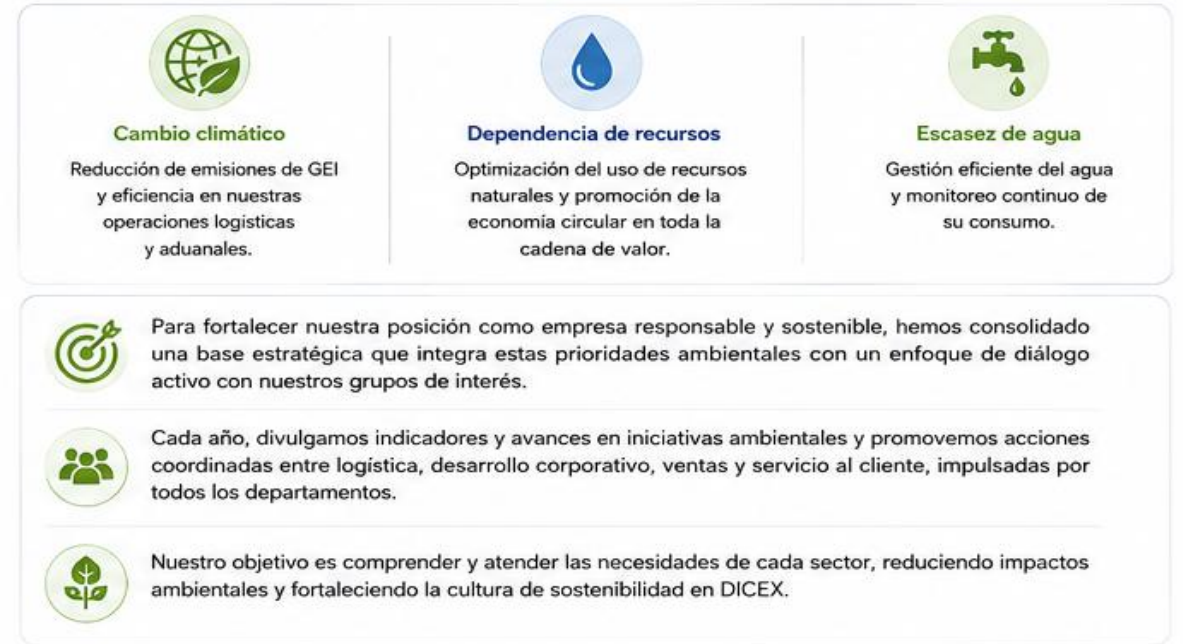 Cambio climático
Reducción de emisiones de GEI
y eficiencia en nuestras
operaciones logísticas
y aduanales.
Dependencia de recursos
Optimización del uso de recursos
naturales y promoción de la
economía circular en toda la
cadena de valor.
Escasez de agua
Gestión eficiente del agua
y monitoreo continuo de
su consumo.
Para fortalecer nuestra posición como empresa responsable y sostenible, hemos consolidado
una base estratégica que integra estas prioridades ambientales con un enfoque de diálogo
activo con nuestros grupos de interés.
Cada año, divulgamos indicadores y avances en iniciativas ambientales y promovemos acciones
coordinadas entre logística, desarrollo corporativo, ventas y servicio al cliente, impulsadas por
todos los departamentos.
Nuestro objetivo es comprender y atender las necesidades de cada sector, reduciendo impactos
ambientales y fortaleciendo la cultura de sostenibilidad en DICEX.